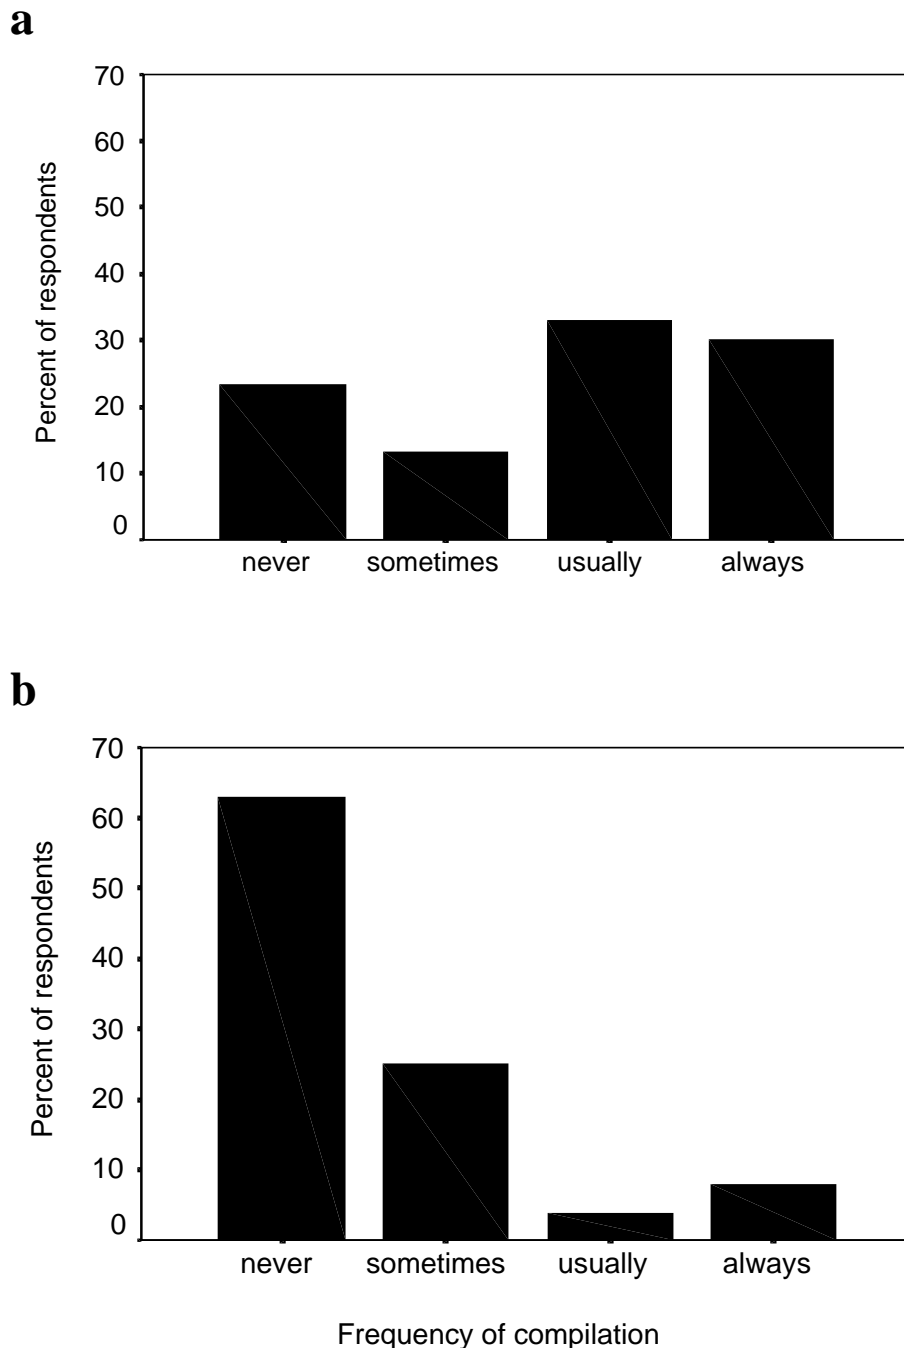 a
70
60
50
40
30
20
10
0
Percent of respondents
never sometimes usually always
b
70
60
50
40
30
20
10
0
Percent of respondents
never sometimes usually always
Frequency of compilation